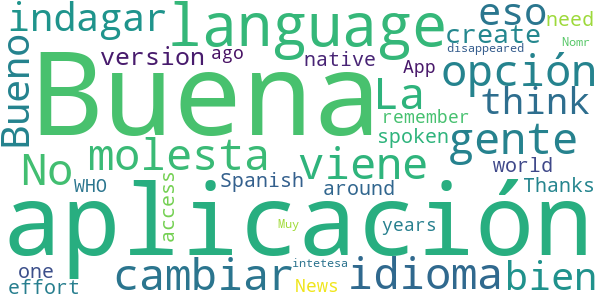 indagar language eso need
create
disappeared
Nomr
version ago native
Bueno Buena App La opción
think
remember
No molesta viene spoken gente
world
WHO access Spanish around Thanks
aplicación
Muy years
one cambiar intetesa idioma bien
effort News